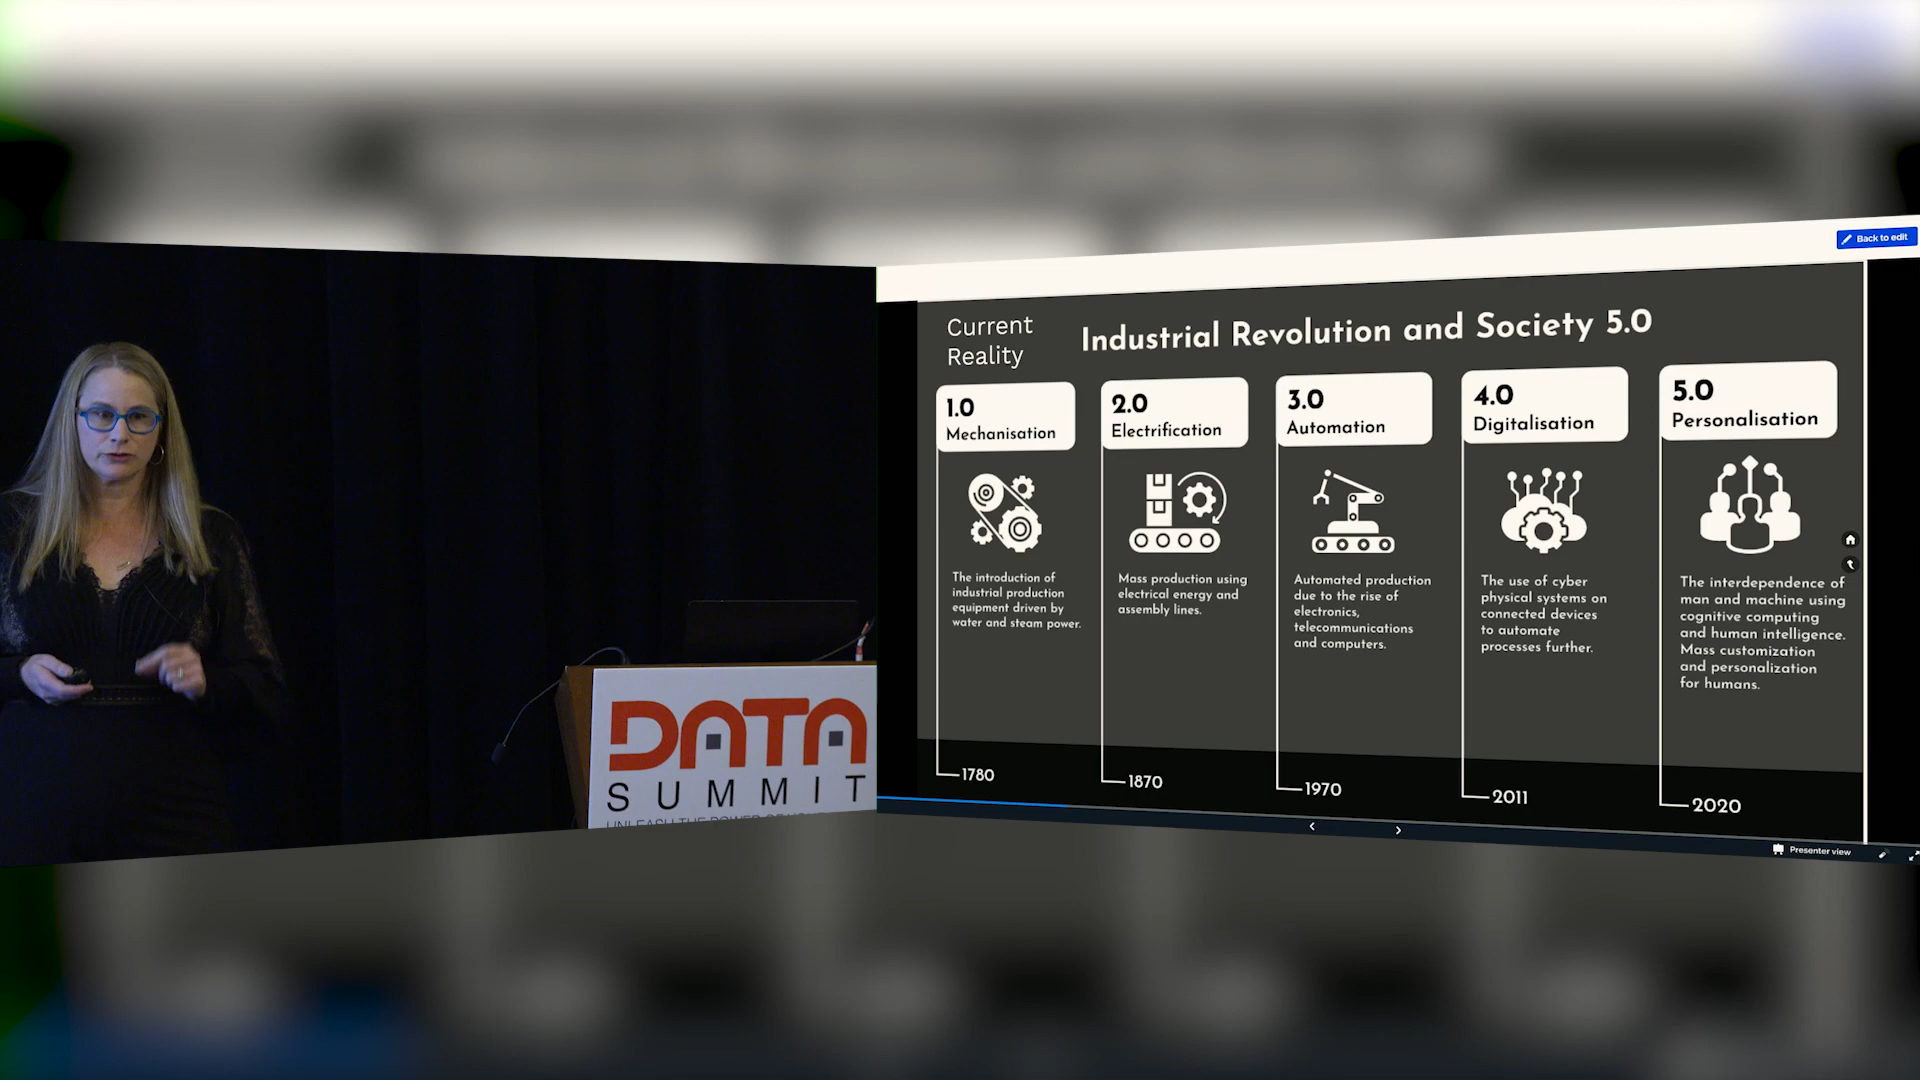 DATA
SUMMIT
UNLEASH THE POWER OF
Back to edit
Current
Reality
Industrial Revolution and Society 5.0
1.0
Mechanisation
The introduction of
industrial production
equipment driven by
water and steam power.
1780
2.0
Electrification
Mass production using
electrical energy and
assembly lines.
1870
3.0
Automation
Automated production
due to the rise of
electronics,
telecommunications
and computers.
1970
4.0
Digitalisation
The use of cyber
physical systems on
connected devices
to automate
processes further.
2011
5.0
Personalisation
The interdependence of
man and machine using
cognitive computing
and human intelligence.
Mass customization
and personalization
for humans.
2020
Presenter view